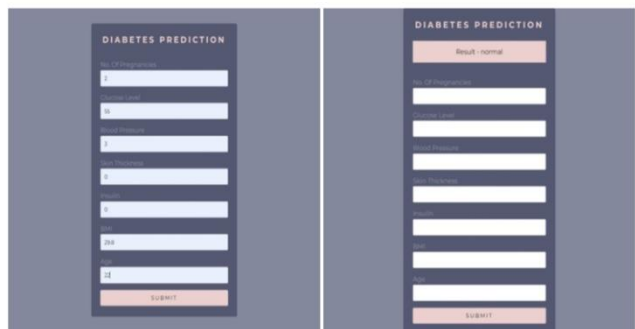 DIABETES PREDICTION
No. Of Pregnancies
2
Glucose Level
Blood Pressure
3
Skin Thickness
0
Insulin
0
BMI
Age
SUBMIT
DIABETES PREDICTION
Result - normal
No. Of Pregnancies
Glucose Level
Blood Pressure
Skin Thickness
Insulin
BMI
Age
SUBMIT